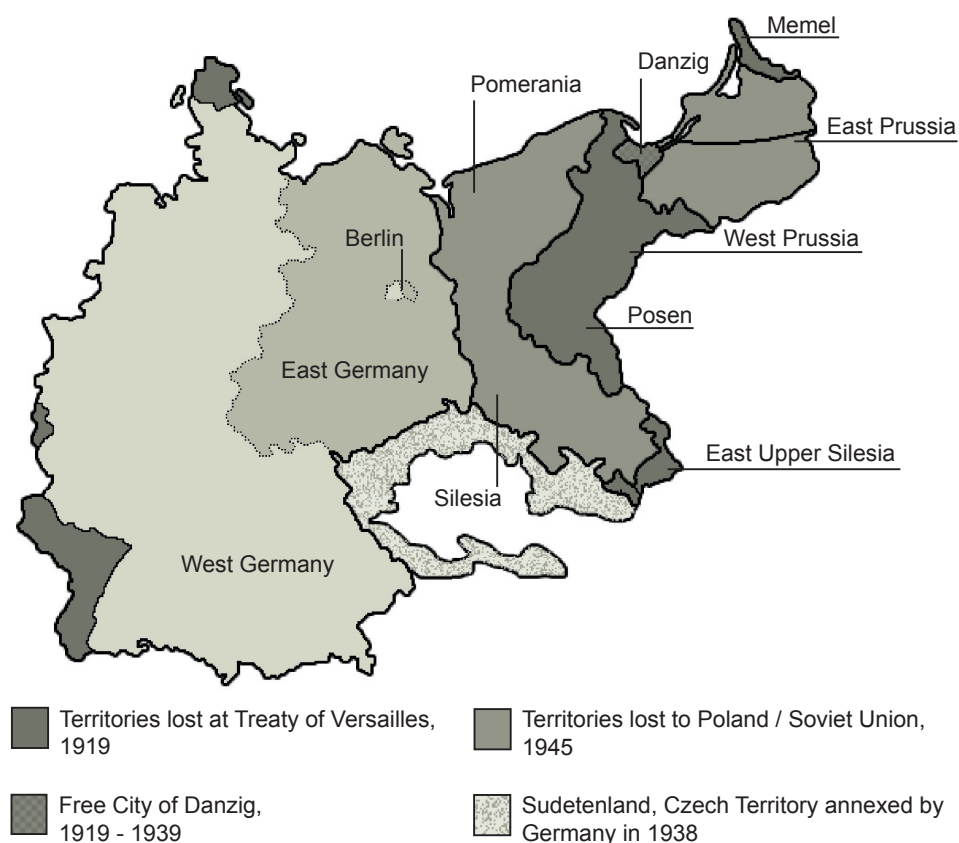 Memel
Danzig
Pomerania
East Prussia
Berlin
West Prussia
Posen
East Germany
East Upper Silesia
Silesia
West Germany
Territories lost at Treaty of Versailles,
1919
Territories lost to Poland / Soviet Union,
1945
Free City of Danzig,
1919 - 1939
Sudetenland, Czech Territory annexed by
Germany in 1938